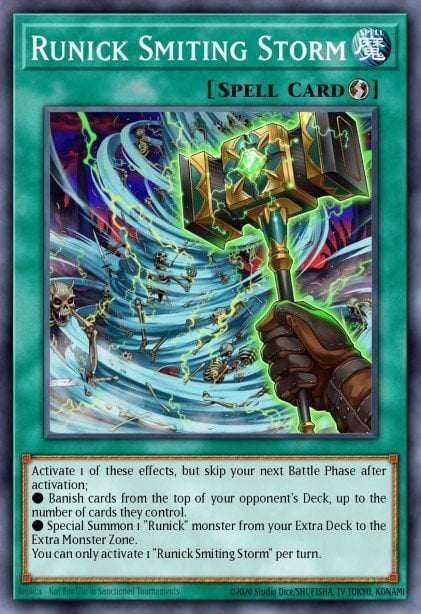 Runick Smiting Storm
SPELL
魔
[Spell Card]
Activate 1 of these effects, but skip your next Battle Phase after
activation;
● Banish cards from the top of your opponent's Deck, up to the
number of cards they control.
● Special Summon 1 "Runick" monster from your Extra Deck to the
Extra Monster Zone.
You can only activate 1 "Runick Smiting Storm" per turn.
Replica - Not For Use in Sanctioned Tournaments
©2020 Studio Dice/SHUEISHA, TV TOKYO, KONAMI